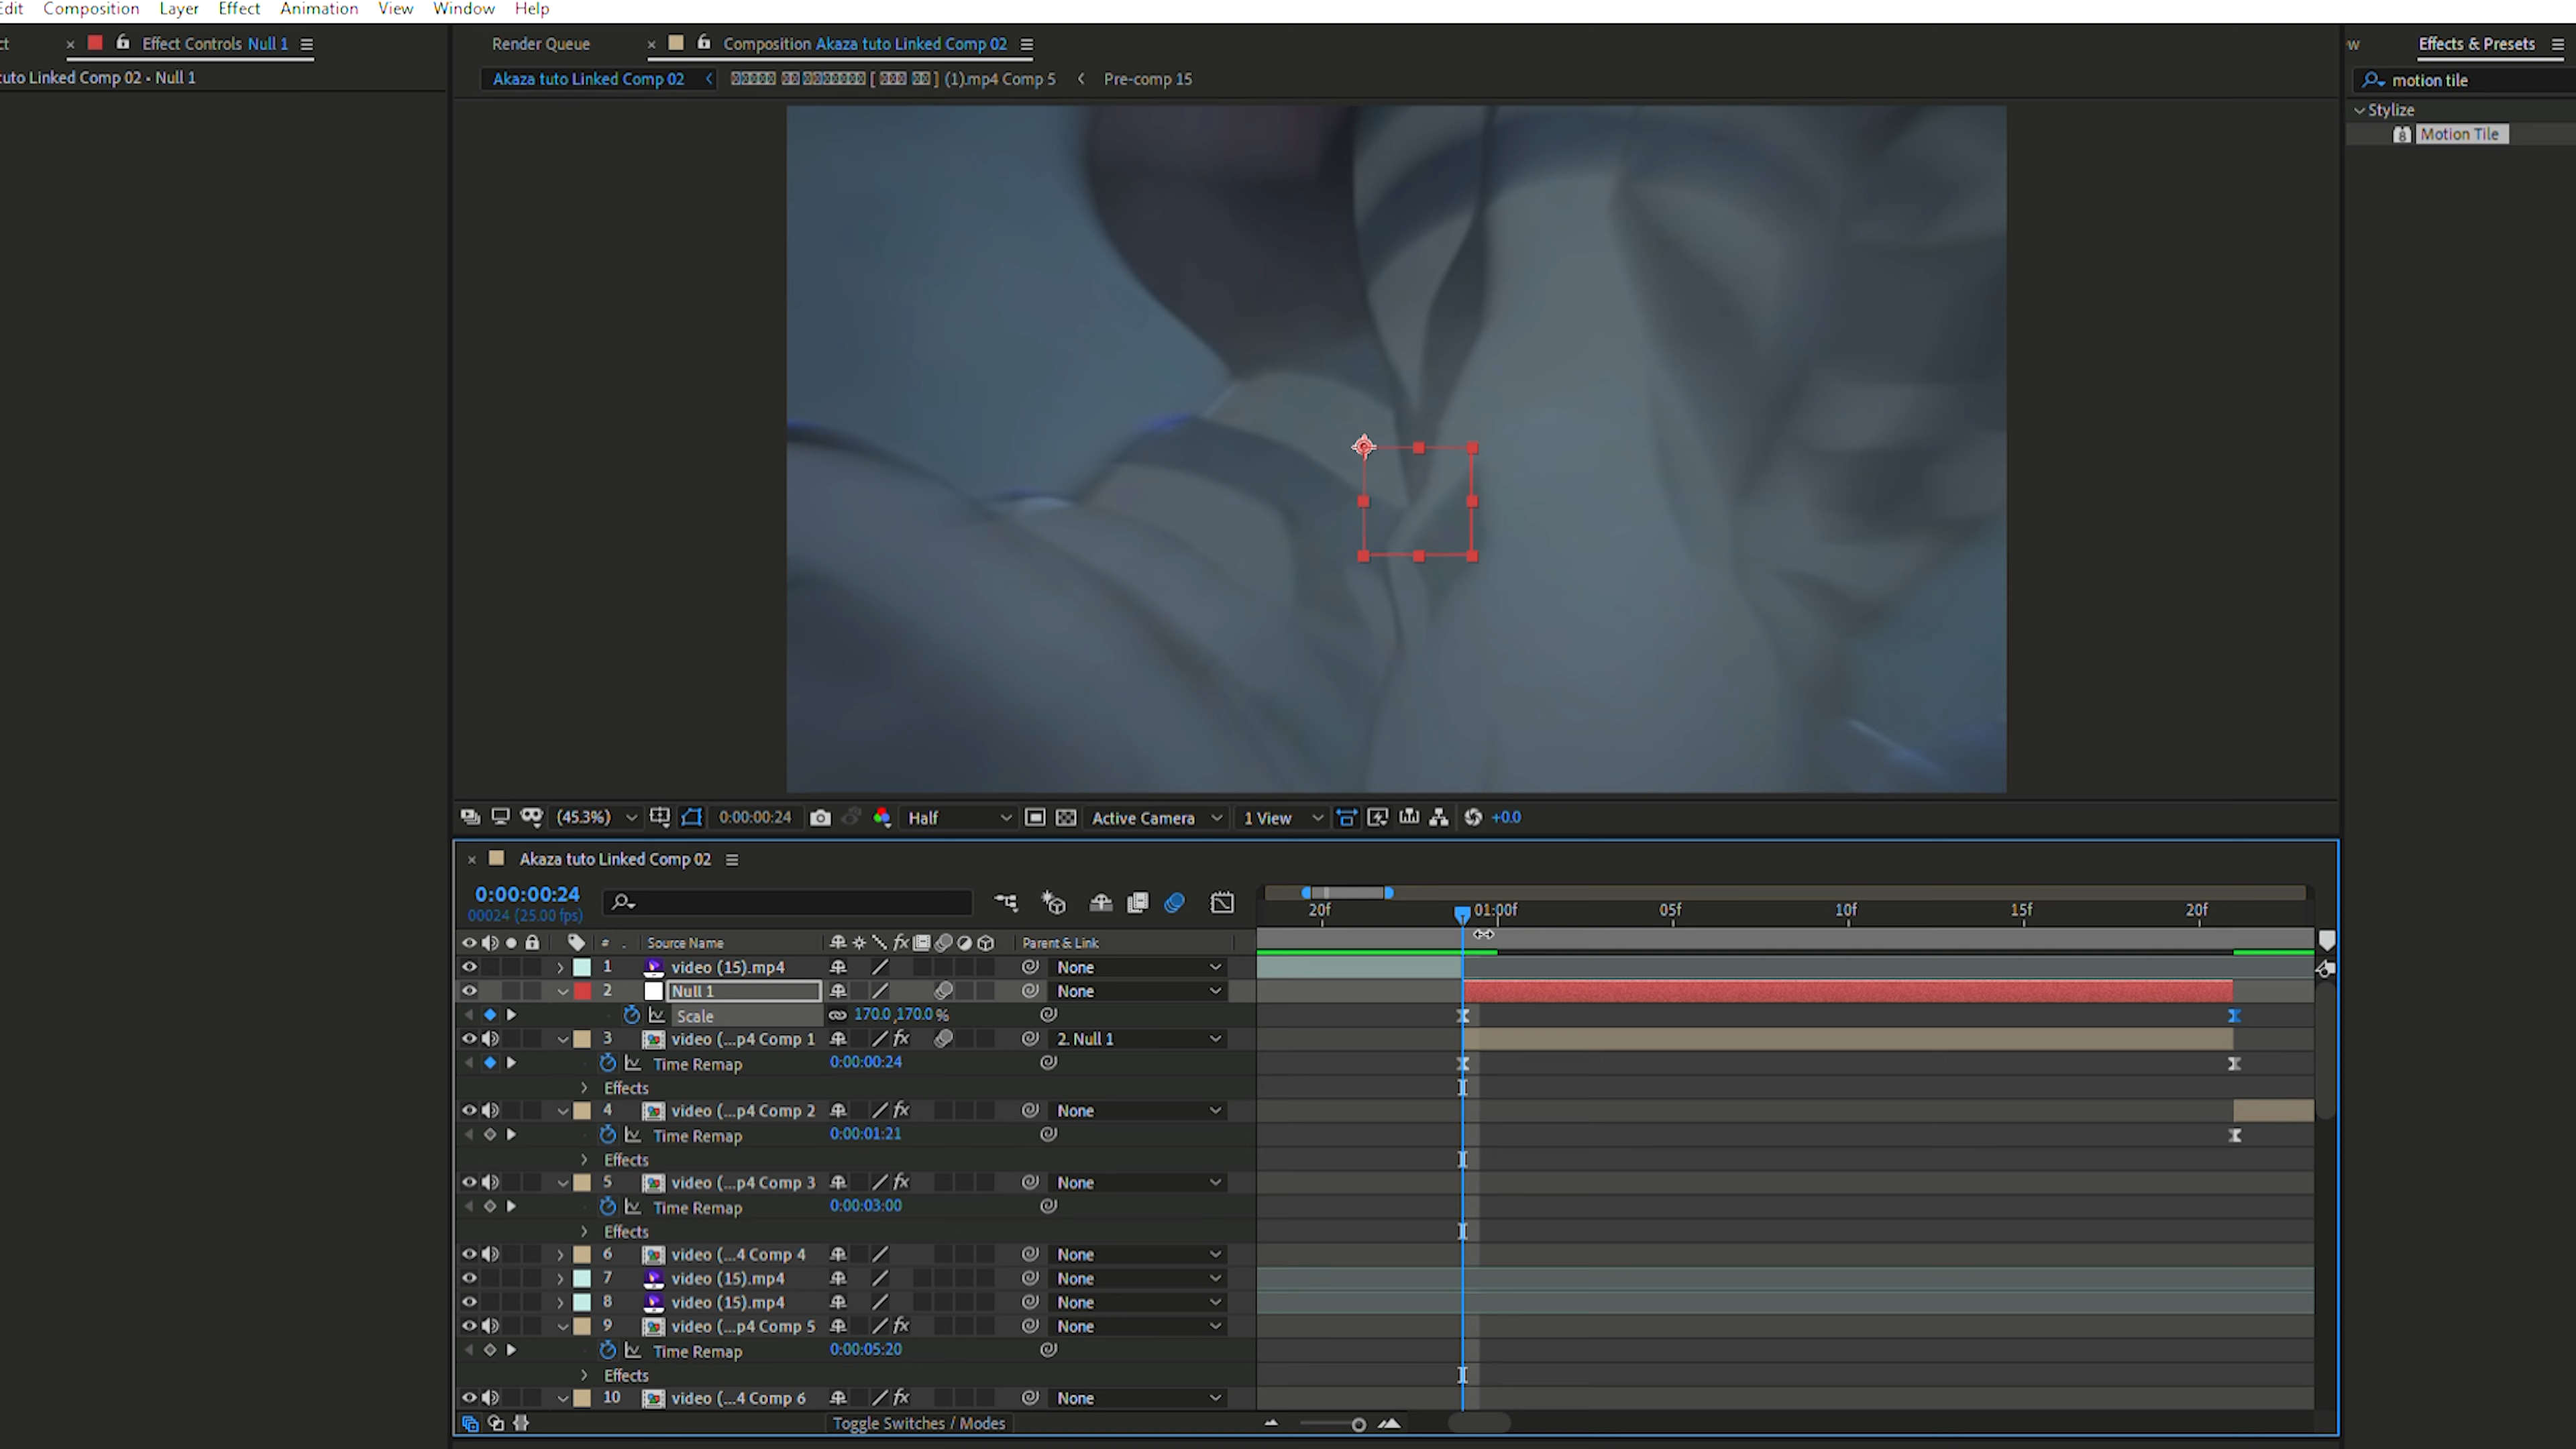 Edit Composition Layer Effect Animation View Window Help
Effect Controls Null 1
Render Queue
Composition Akaza tuto Linked Comp 02
Effects & Presets
tuto Linked Comp 02 • Null 1
Akaza tuto Linked Comp 02
(1).mp4 Comp 5
Pre-comp 15
motion tile
Stylize
Motion Tile
(45.3%)
0:00:00:24
Half
Active Camera
1 View
+0.0
Akaza tuto Linked Comp 02
0:00:00:24
00024 (25.00 fps)
20f 01:00f 05f 10f 15f 20f
# Source Name Parent & Link
1 video (15).mp4 None
2 Null 1 None
Scale 170.0,170.0 %
3 video (...p4 Comp 1 fx 2. Null 1
Time Remap 0:00:00:24
Effects
4 video (...p4 Comp 2 fx None
Time Remap 0:00:01:21
Effects
5 video (...p4 Comp 3 fx None
Time Remap 0:00:03:00
Effects
6 video (...4 Comp 4 None
7 video (15).mp4 None
8 video (15).mp4 None
9 video (...p4 Comp 5 fx None
Time Remap 0:00:05:20
Effects
10 video (...4 Comp 6 fx None
Toggle Switches / Modes